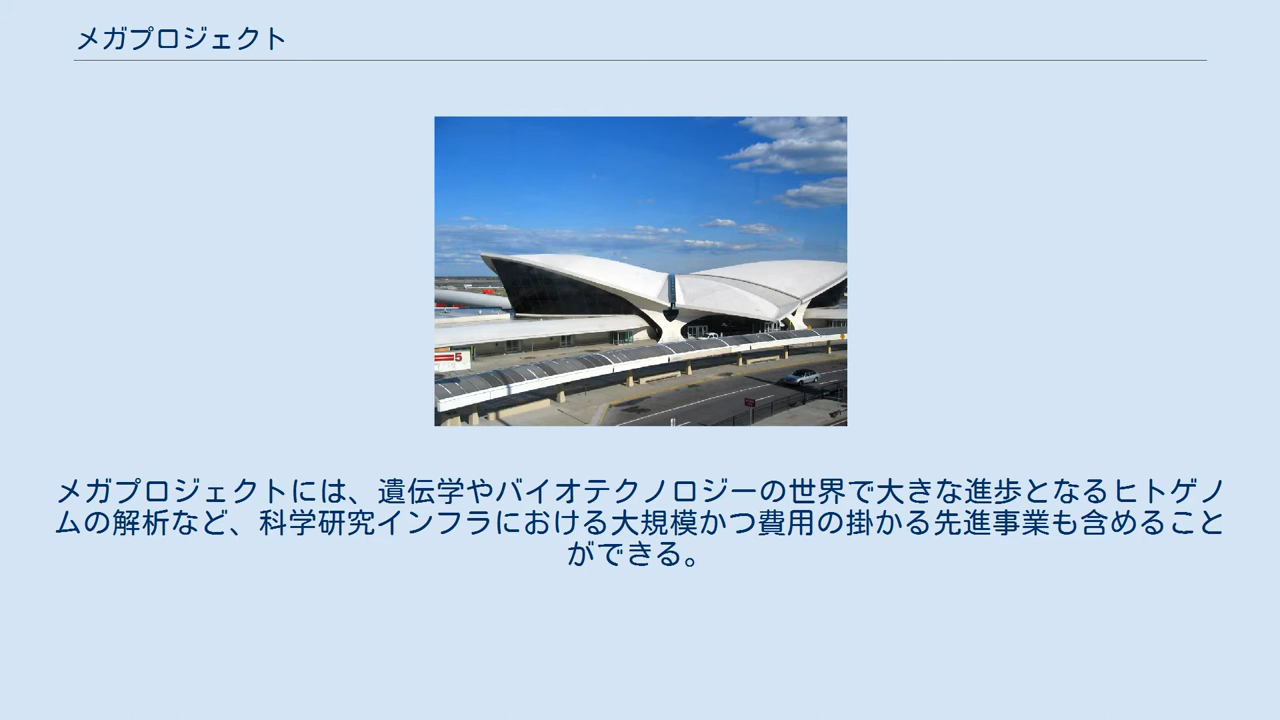 メガプロジェクト
5
メガプロジェクトには、遺伝学やバイオテクノロジーの世界で大きな進歩となるヒトゲノ
ムの解析など、科学研究インフラにおける大規模かつ費用の掛かる先進事業も含めること
ができる。